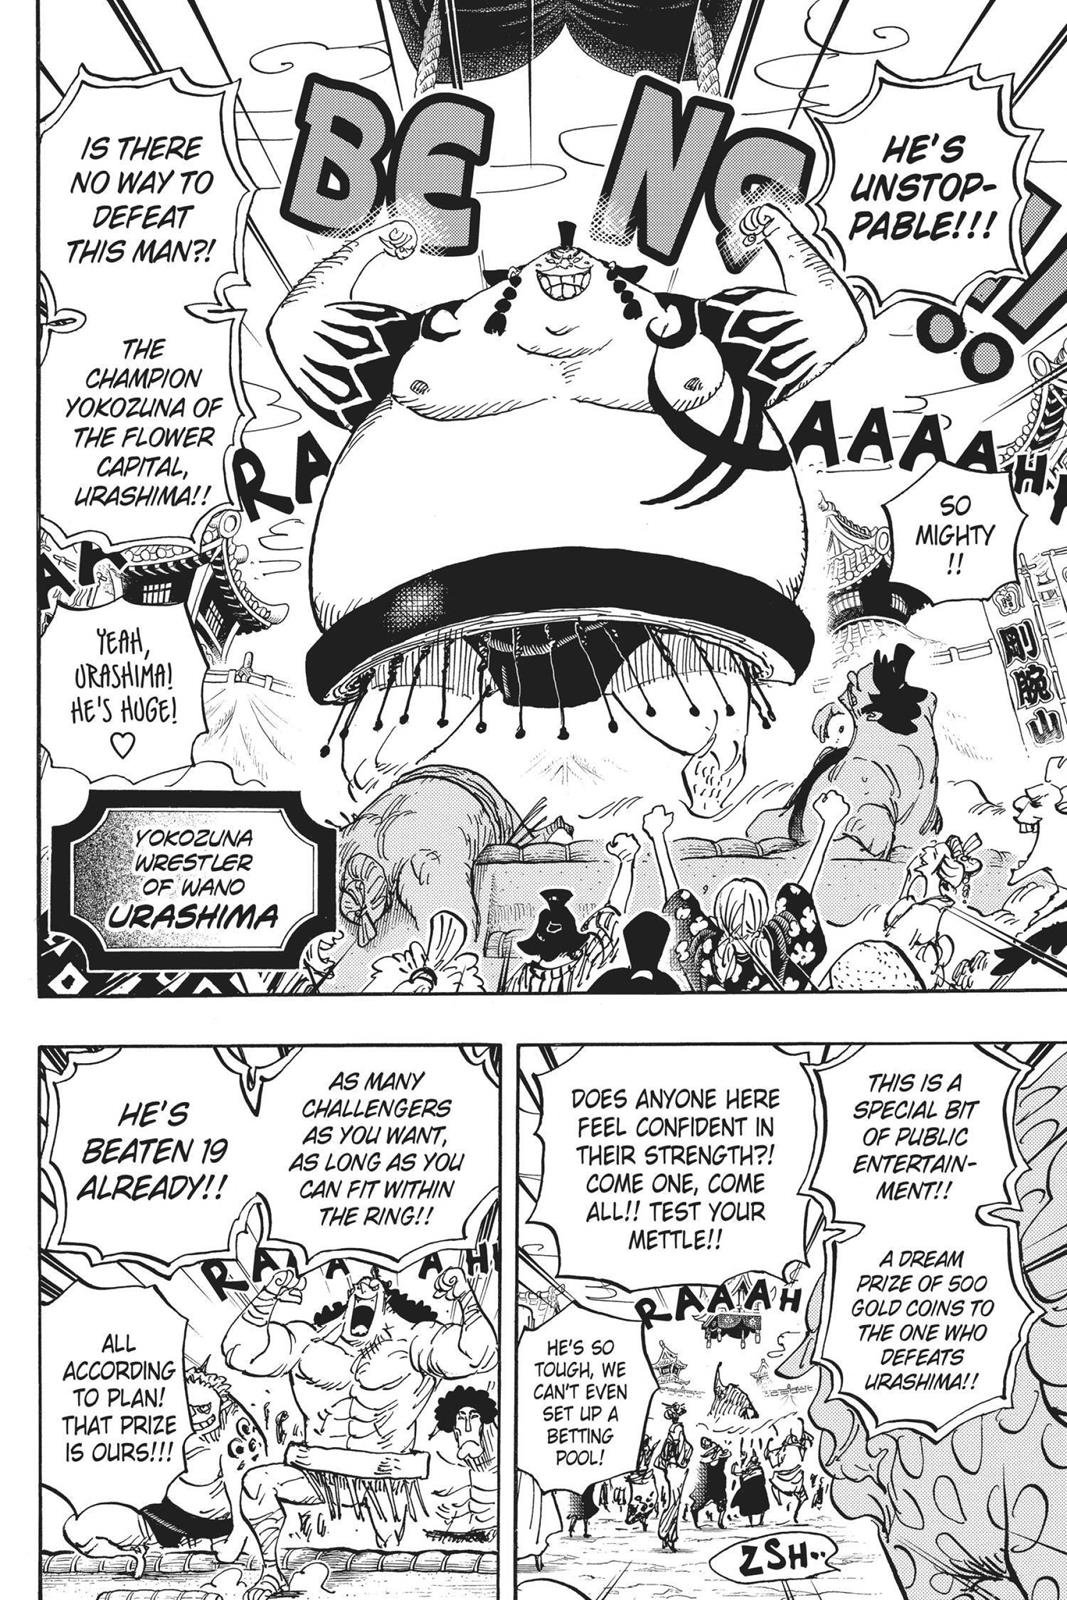 BE NG
HE'S
UNSTOP-
PABLE!!!
IS THERE
NO WAY TO
DEFEAT
THIS MAN?!
THE
CHAMPION
YOKOZUNA OF
THE FLOWER
CAPITAL,
URASHIMA!!
RA
AAAAAH
SO
MIGHTY
!!
剛腕山
YEAH,
URASHIMA!
HE'S HUGE!
♡
YOKOZUNA
WRESTLER
OF WANO
URASHIMA
THIS IS A
SPECIAL BIT
OF PUBLIC
ENTERTAIN-
MENT!!
A DREAM
PRIZE OF 500
GOLD COINS TO
THE ONE WHO
DEFEATS
URASHIMA!!
DOES ANYONE HERE
FEEL CONFIDENT IN
THEIR STRENGTH?!
COME ONE, COME
ALL!! TEST YOUR
METTLE!!
RAAAAH
HE'S SO
TOUGH, WE
CAN'T EVEN
SET UP A
BETTING
POOL!
ZSH..
AS MANY
CHALLENGERS
AS YOU WANT,
AS LONG AS YOU
CAN FIT WITHIN
THE RING!!
HE'S
BEATEN 19
ALREADY!!
RAAAAH
ALL
ACCORDING
TO PLAN!
THAT PRIZE
IS OURS!!!